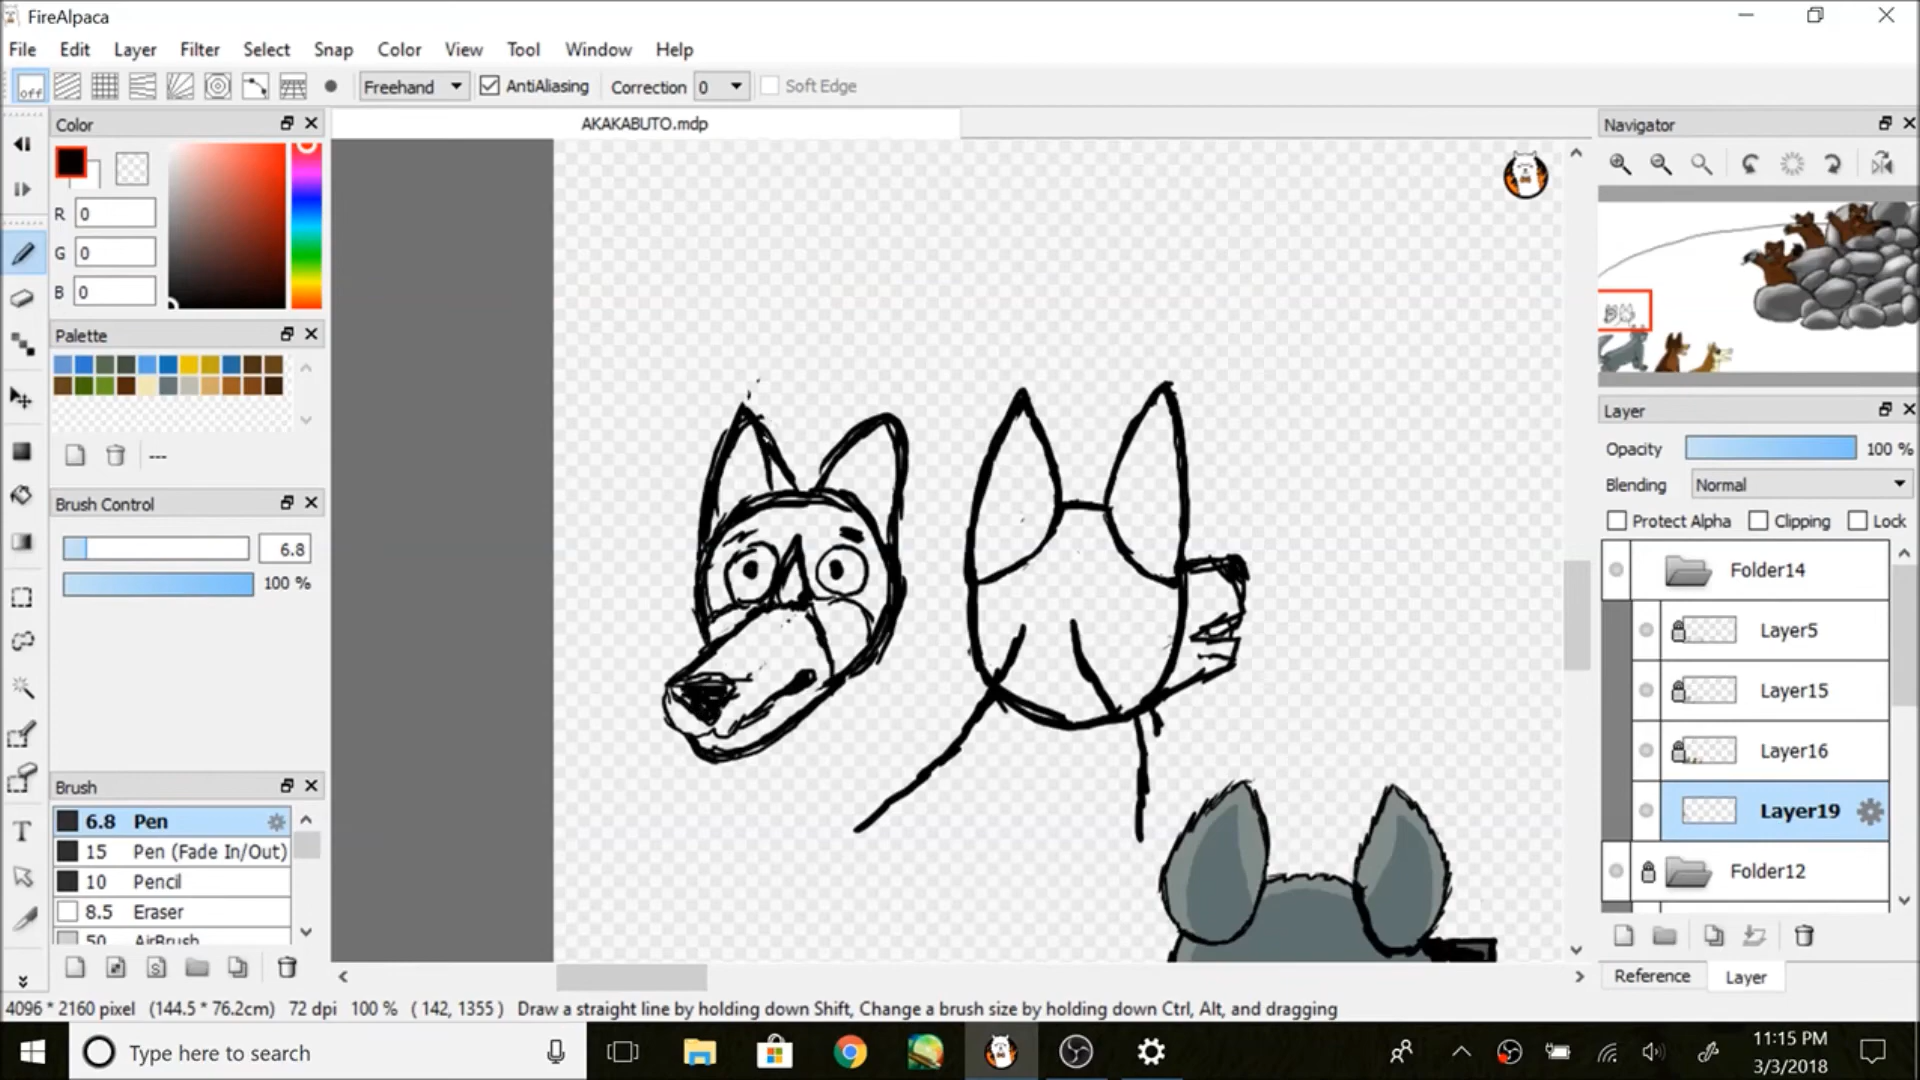 FireAlpaca
File Edit Layer Filter Select Snap Color View Tool Window Help
off Freehand AntiAliasing Correction 0 Soft Edge
Color
AKAKABUTO.mdp
Navigator
R 0
G 0
B 0
Palette
---
Layer
Opacity 100 %
Blending Normal
Protect Alpha Clipping Lock
Brush Control
6.8
100 %
Folder14
Layer5
Layer15
Layer16
Layer19
Folder12
Brush
6.8 Pen
15 Pen (Fade In/Out)
10 Pencil
8.5 Eraser
50 AirBrush
S
T
Reference Layer
4096 * 2160 pixel (144.5 * 76.2cm) 72 dpi 100 % ( 142, 1355 ) Draw a straight line by holding down Shift, Change a brush size by holding down Ctrl, Alt, and dragging
Type here to search
11:15 PM
3/3/2018